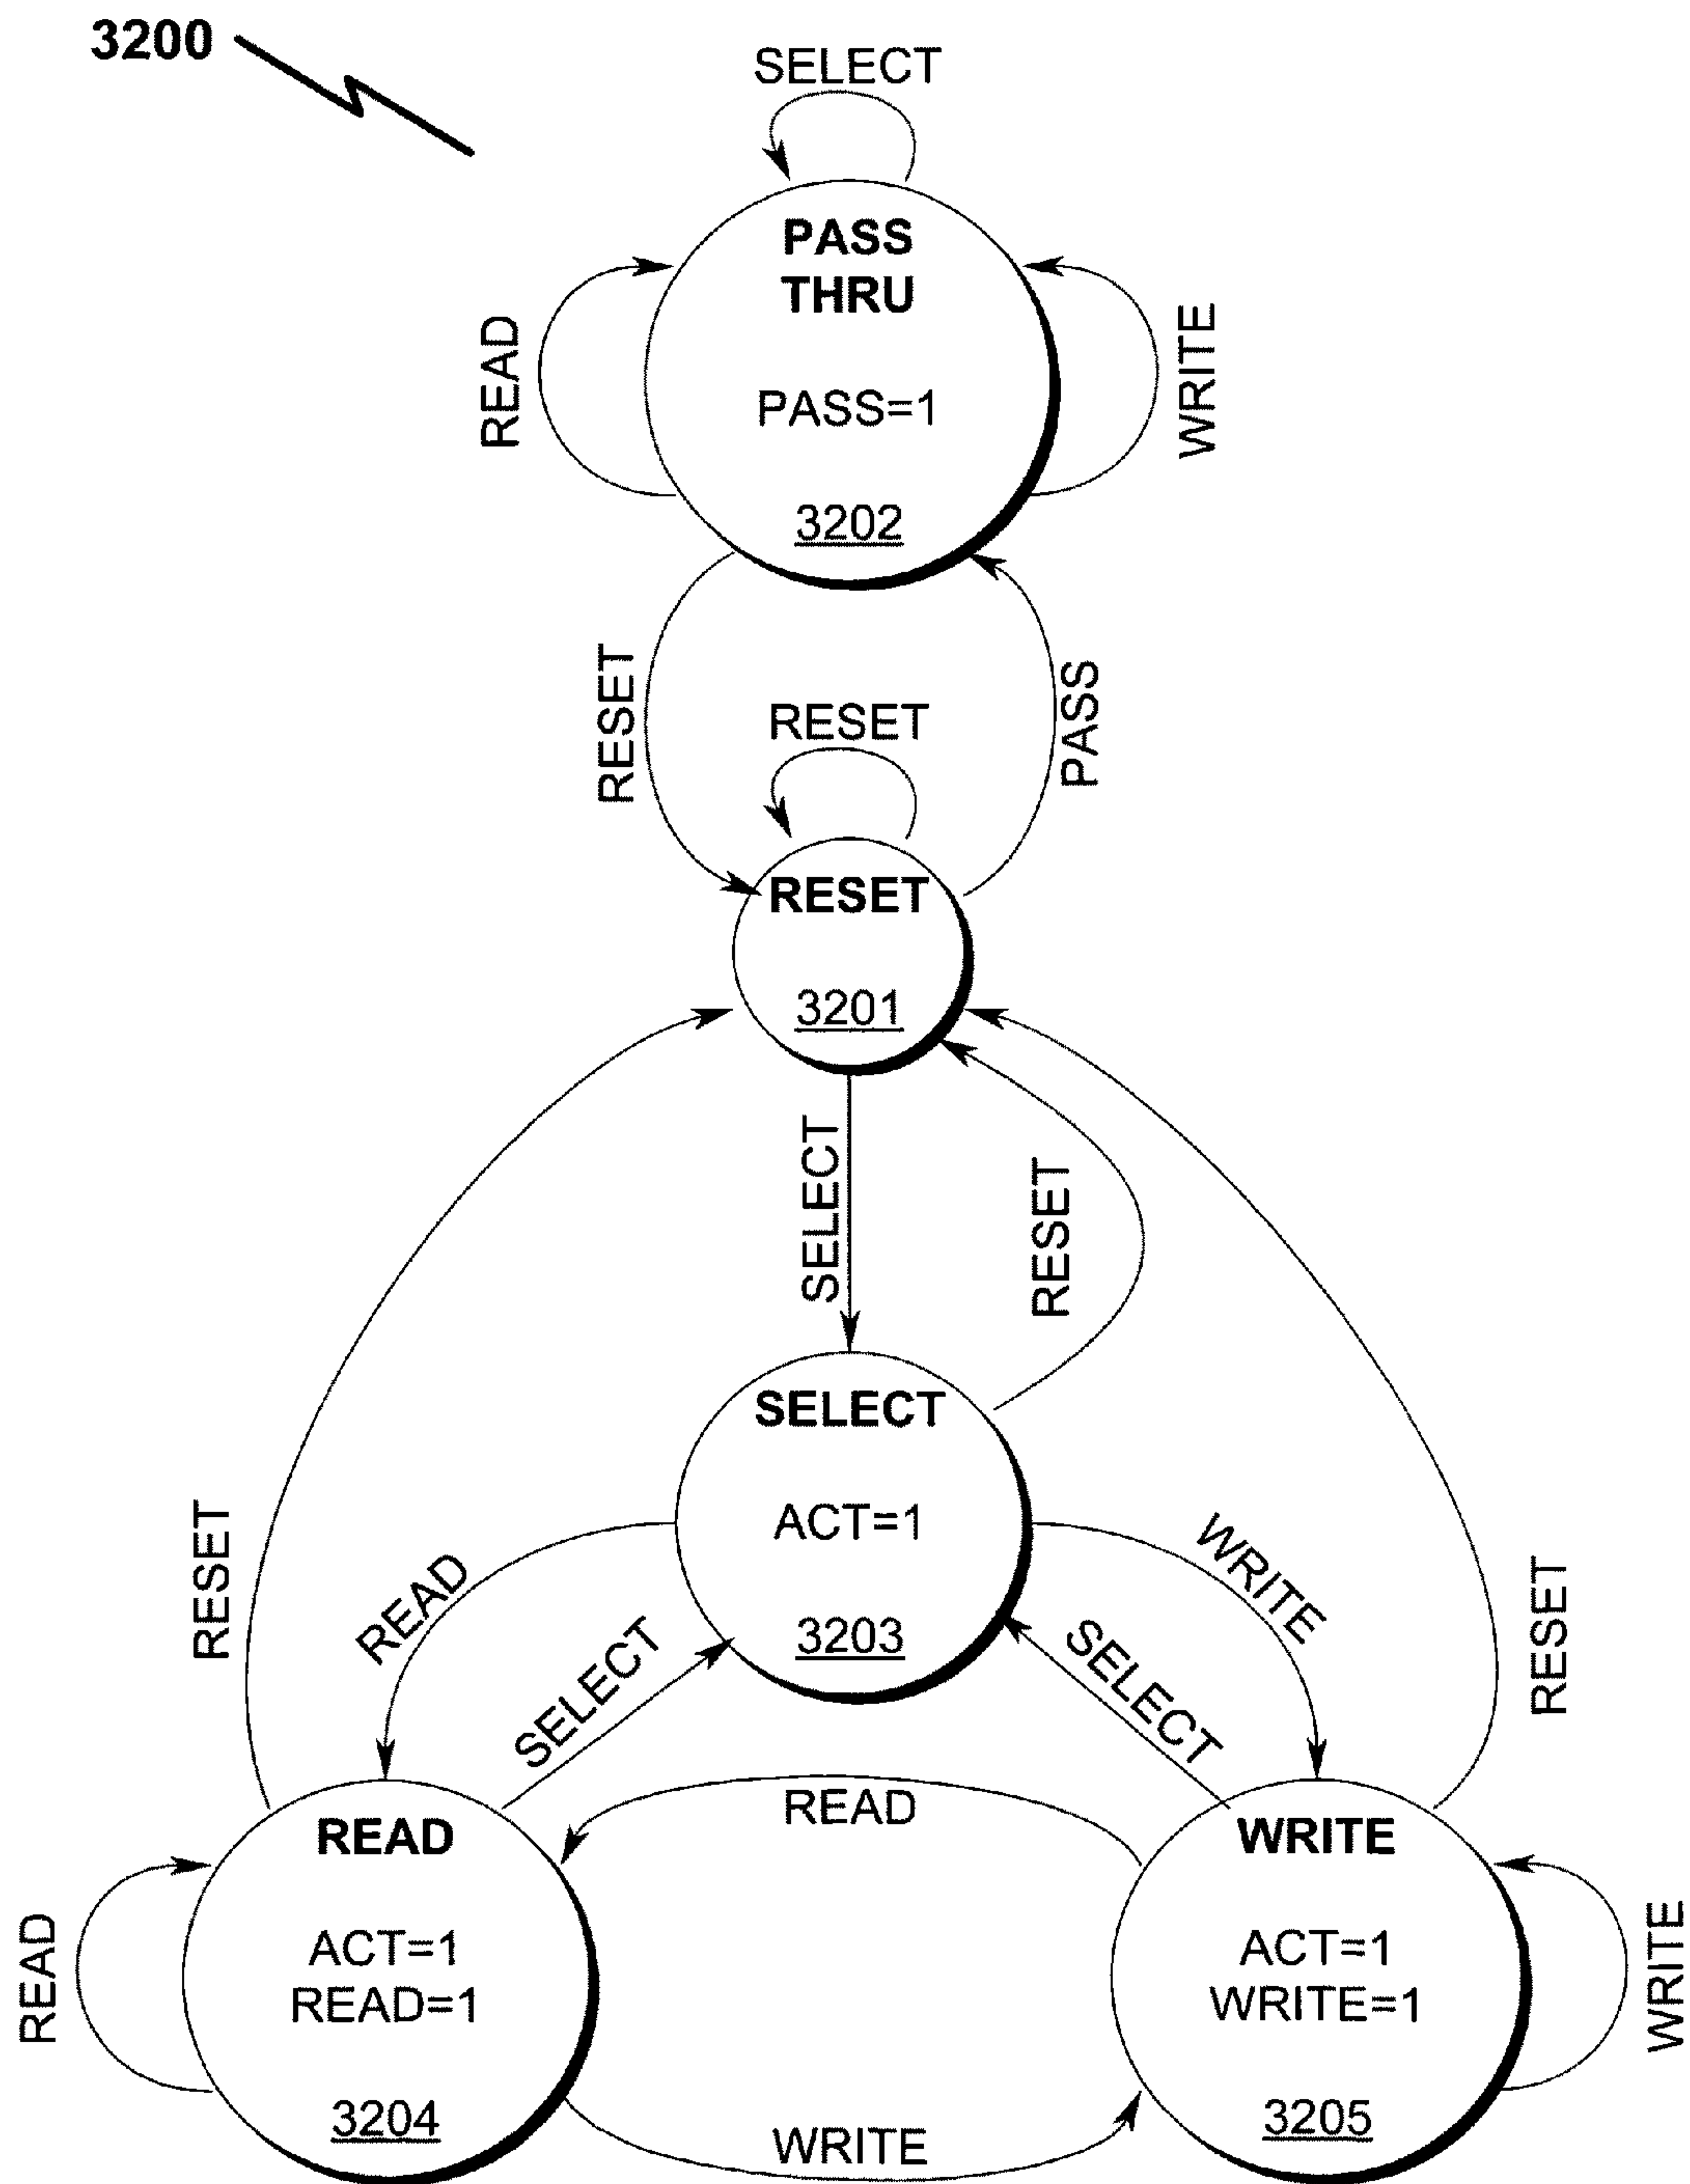 3200
SELECT
PASS
THRU
READ
WRITE
PASS=1
3202
RESET
RESET
PASS
RESET
3201
SELECT
RESET
SELECT
ACT=1
3203
RESET
READ
SELECT
WRITE
SELECT
RESET
READ
READ
WRITE
READ
ACT=1
READ=1
ACT=1
WRITE=1
WRITE
3204
3205
WRITE